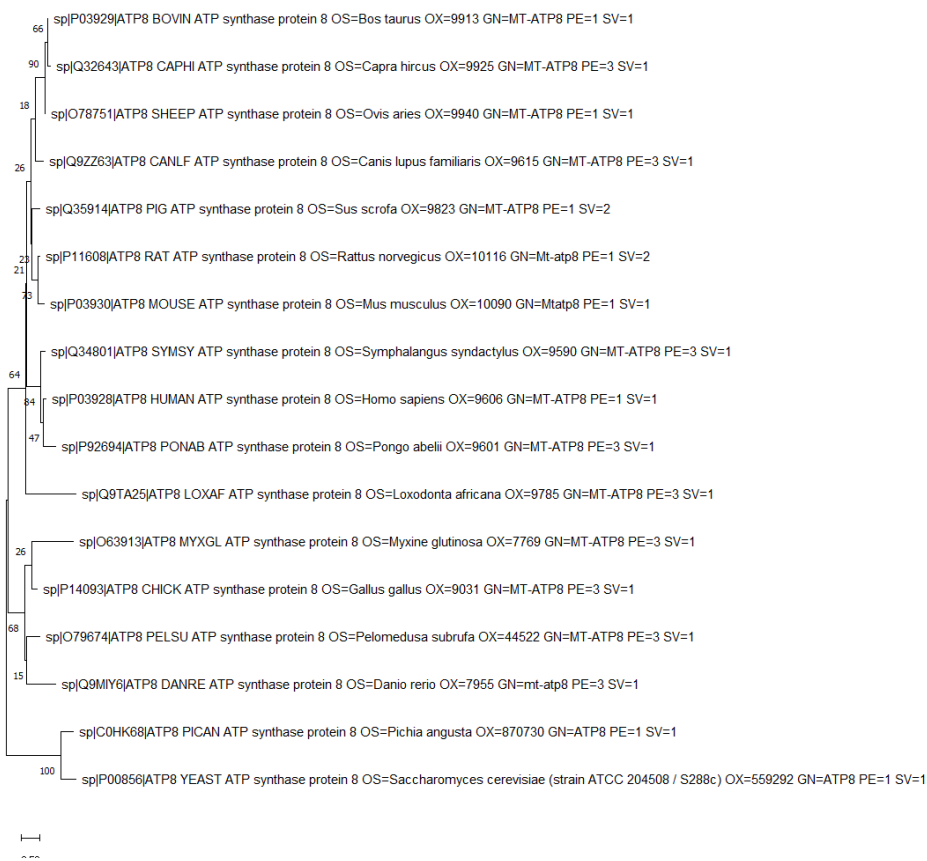 sp|P03929|ATP8 BOVIN ATP synthase protein 8 OS=Bos taurus OX=9913 GN=MT-ATP8 PE=1 SV=1
66
90
sp|Q32643|ATP8 CAPHI ATP synthase protein 8 OS=Capra hircus OX=9925 GN=MT-ATP8 PE=3 SV=1
18
sp|O78751|ATP8 SHEEP ATP synthase protein 8 OS=Ovis aries OX=9940 GN=MT-ATP8 PE=1 SV=1
sp|Q9ZZ63|ATP8 CANLF ATP synthase protein 8 OS=Canis lupus familiaris OX=9615 GN=MT-ATP8 PE=3 SV=1
26
sp|Q35914|ATP8 PIG ATP synthase protein 8 OS=Sus scrofa OX=9823 GN=MT-ATP8 PE=1 SV=2
sp|P11608|ATP8 RAT ATP synthase protein 8 OS=Rattus norvegicus OX=10116 GN=Mt-atp8 PE=1 SV=2
23
21
73
sp|P03930|ATP8 MOUSE ATP synthase protein 8 OS=Mus musculus OX=10090 GN=Mtatp8 PE=1 SV=1
sp|Q34801|ATP8 SYMSY ATP synthase protein 8 OS=Symphalangus syndactylus OX=9590 GN=MT-ATP8 PE=3 SV=1
64
84
sp|P03928|ATP8 HUMAN ATP synthase protein 8 OS=Homo sapiens OX=9606 GN=MT-ATP8 PE=1 SV=1
47
sp|P92694|ATP8 PONAB ATP synthase protein 8 OS=Pongo abelii OX=9601 GN=MT-ATP8 PE=3 SV=1
sp|Q9TA25|ATP8 LOXAF ATP synthase protein 8 OS=Loxodonta africana OX=9785 GN=MT-ATP8 PE=3 SV=1
sp|O63913|ATP8 MYXGL ATP synthase protein 8 OS=Myxine glutinosa OX=7769 GN=MT-ATP8 PE=3 SV=1
26
sp|P14093|ATP8 CHICK ATP synthase protein 8 OS=Gallus gallus OX=9031 GN=MT-ATP8 PE=3 SV=1
68
sp|O79674|ATP8 PELSU ATP synthase protein 8 OS=Pelomedusa subrufa OX=44522 GN=MT-ATP8 PE=3 SV=1
15
sp|Q9MIY6|ATP8 DANRE ATP synthase protein 8 OS=Danio rerio OX=7955 GN=mt-atp8 PE=3 SV=1
sp|C0HK68|ATP8 PICAN ATP synthase protein 8 OS=Pichia angusta OX=870730 GN=ATP8 PE=1 SV=1
100
sp|P00856|ATP8 YEAST ATP synthase protein 8 OS=Saccharomyces cerevisiae (strain ATCC 204508 / S288c) OX=559292 GN=ATP8 PE=1 SV=1